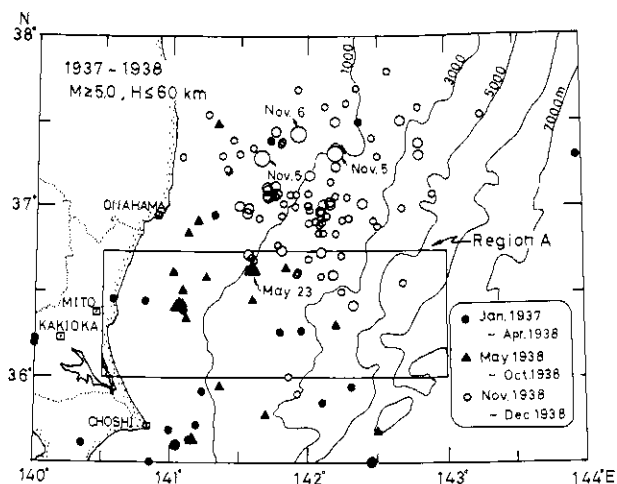 N
38°
1937 ~ 1938
M≥5.0 , H≤60 km
1000
3000
5000
7000m
Nov. 6
Nov.5
Nov.5
37°
ONAHAMA
Region A
May 23
MITO
KAKIOKA
Jan. 1937
~ Apr. 1938
May 1938
~ Oct. 1938
Nov. 1938
~ Dec 1938
36°
CHOSHI
140°
141°
142°
143°
144°E